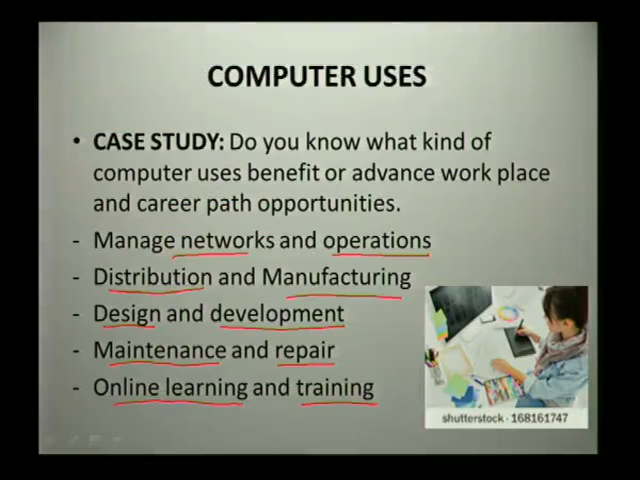 COMPUTER USES
• CASE STUDY: Do you know what kind of
computer uses benefit or advance work place
and career path opportunities.
- Manage networks and operations
- Distribution and Manufacturing
- Design and development
- Maintenance and repair
- Online learning and training
shutterstock · 168161747